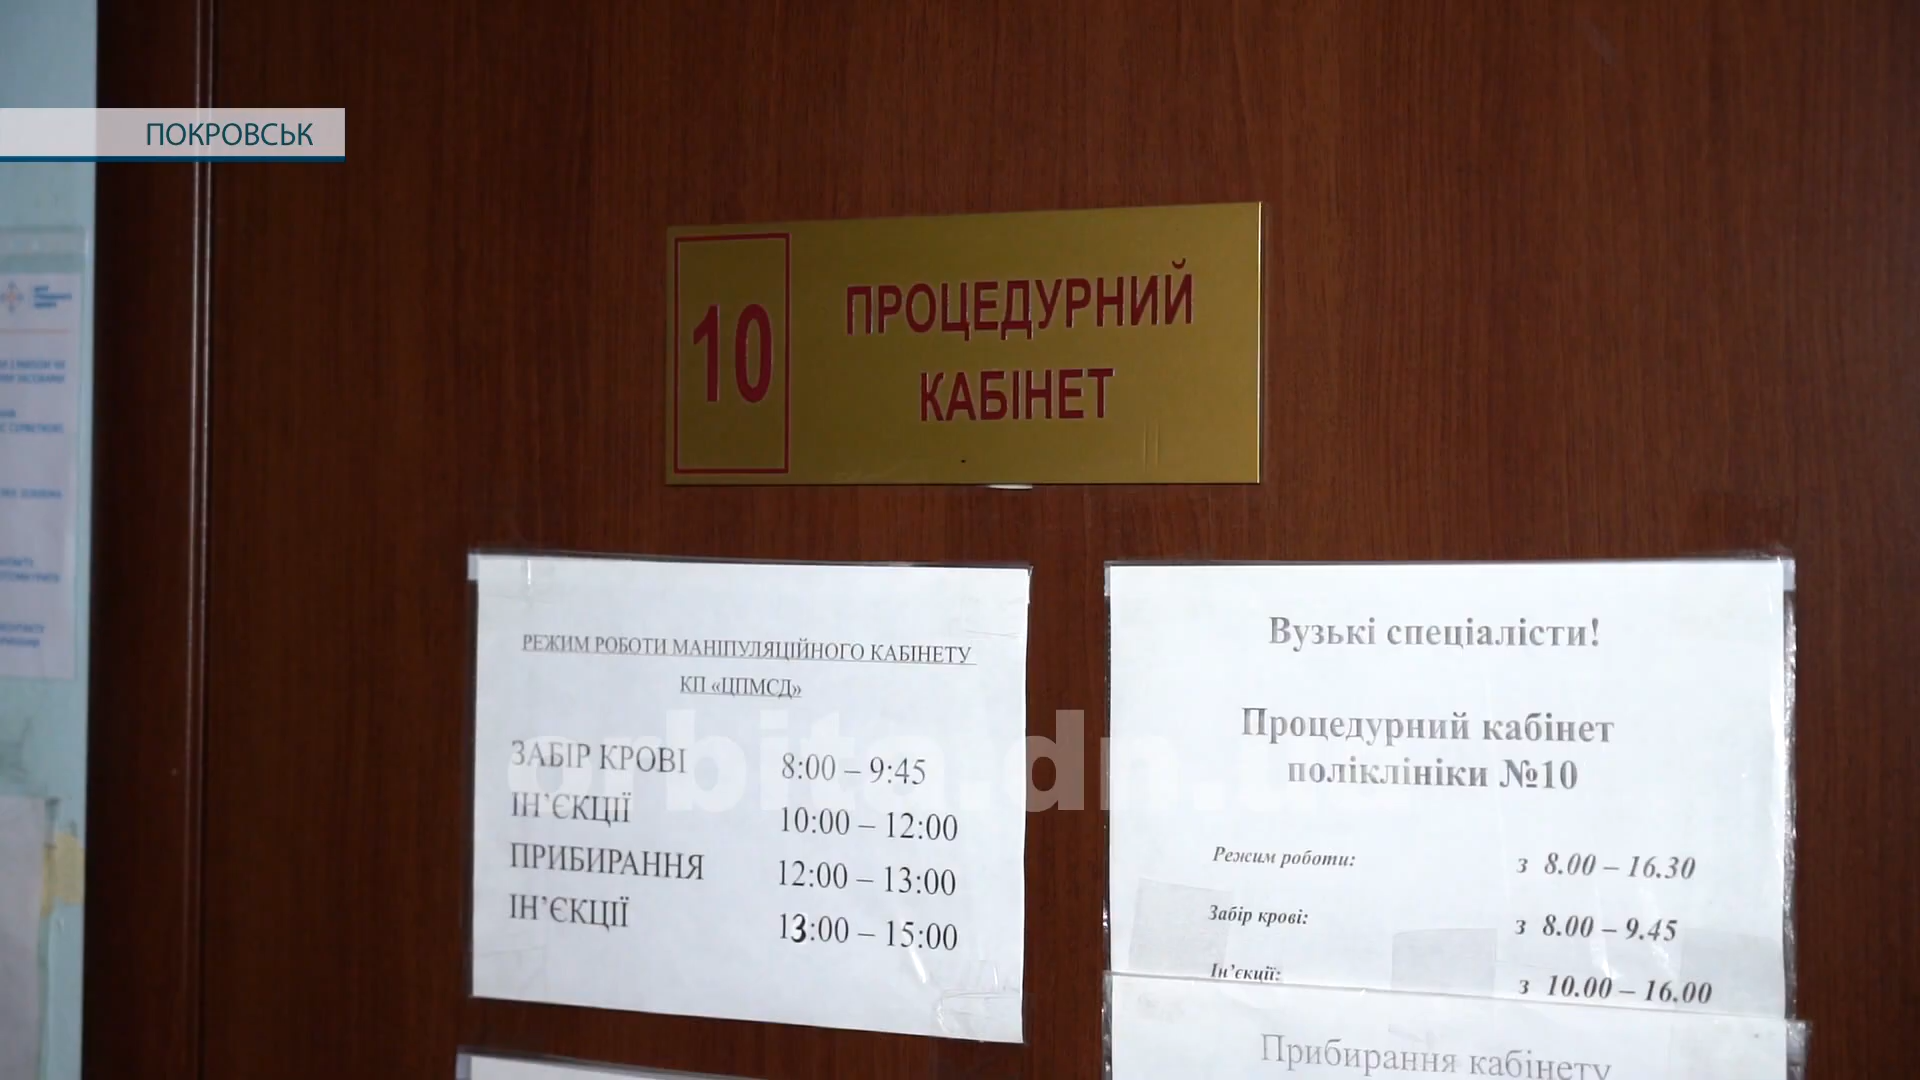 ПОКРОВСЬК
10
ПРОЦЕДУРНИЙ
КАБІНЕТ
РЕЖИМ РОБОТИ МАНІПУЛЯЦІЙНОГО КАБІНЕТУ
КП «ЦПМСД»
ЗАБІР КРОВІ 8:00 – 9:45
ІН’ЄКЦІЇ 10:00 – 12:00
ПРИБИРАННЯ 12:00 – 13:00
ІН’ЄКЦІЇ 13:00 – 15:00
Вузькі спеціалісти!
Процедурний кабінет
поліклініки №10
Режим роботи: з 8.00 – 16.30
Забір крові: з 8.00 – 9.45
Ін’єкції: з 10.00 – 16.00
Прибирання кабінету
orbita.dn.ua